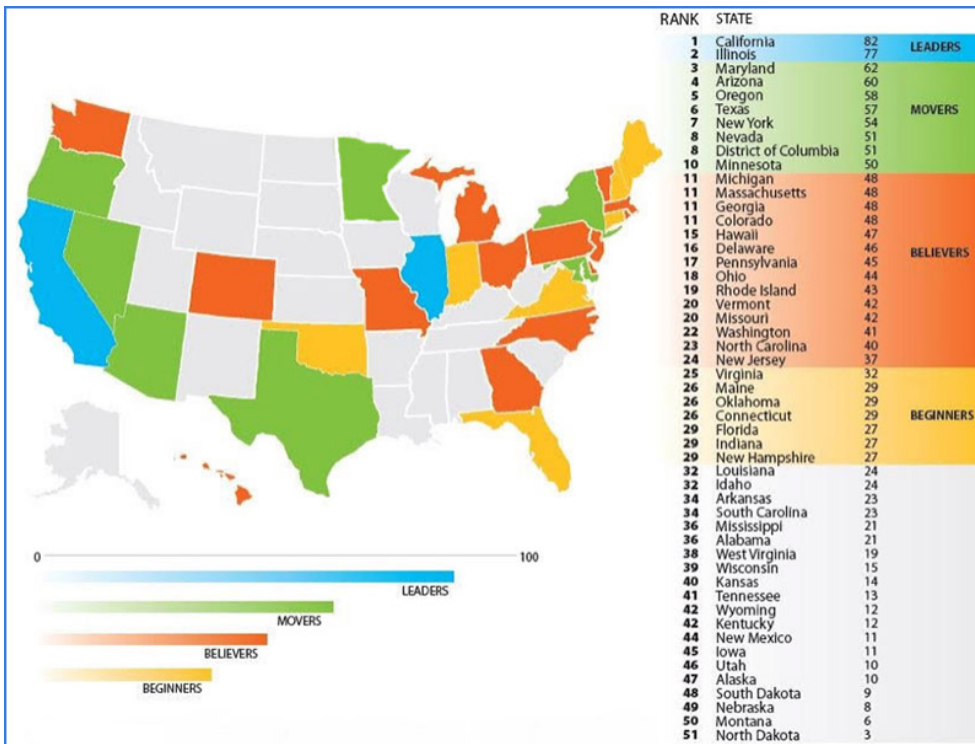 RANK STATE
1 California 82
LEADERS
2 Illinois 77
3 Maryland 62
4 Arizona 60
5 Oregon 58
6 Texas 57
MOVERS
7 New York 54
8 Nevada 51
8 District of Columbia 51
10 Minnesota 50
11 Michigan 48
11 Massachusetts 48
11 Georgia 48
11 Colorado 48
15 Hawaii 47
16 Delaware 46
BELIEVERS
17 Pennsylvania 45
18 Ohio 44
19 Rhode Island 43
20 Vermont 42
20 Missouri 42
22 Washington 41
23 North Carolina 40
24 New Jersey 37
25 Virginia 32
26 Maine 29
26 Oklahoma 29
26 Connecticut 29
BEGINNERS
29 Florida 27
29 Indiana 27
29 New Hampshire 27
32 Louisiana 24
32 Idaho 24
34 Arkansas 23
34 South Carolina 23
36 Mississippi 21
36 Alabama 21
38 West Virginia 19
39 Wisconsin 15
40 Kansas 14
41 Tennessee 13
42 Wyoming 12
42 Kentucky 12
44 New Mexico 11
45 Iowa 11
46 Utah 10
47 Alaska 10
48 South Dakota 9
49 Nebraska 8
50 Montana 6
51 North Dakota 3
0 100
LEADERS
MOVERS
BELIEVERS
BEGINNERS